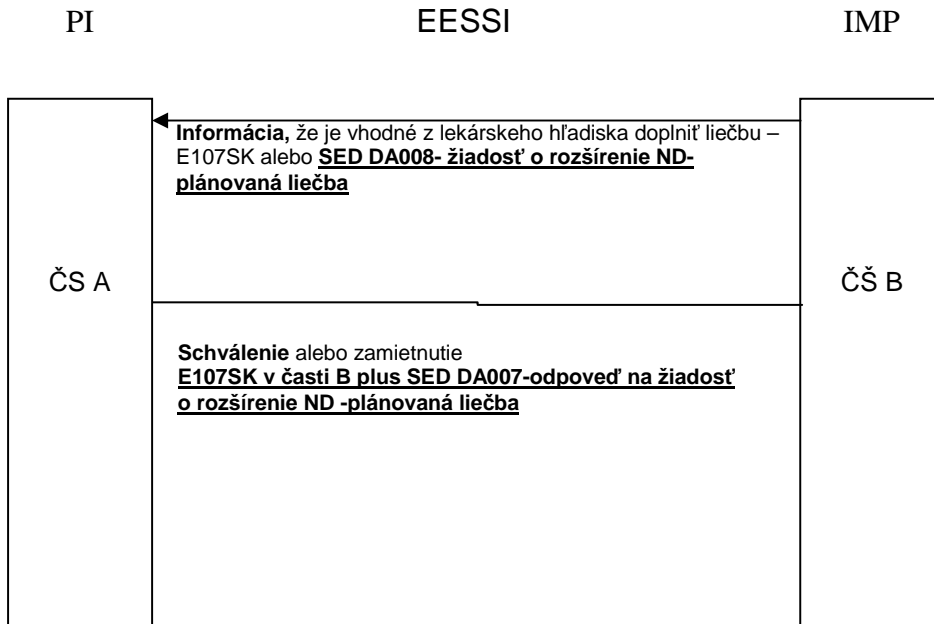 PI EESSI IMP
Informácia, že je vhodné z lekárskeho hľadiska doplniť liečbu –
E107SK alebo SED DA008- žiadosť o rozšírenie ND-
plánovaná liečba
ČS A ČŠ B
Schválenie alebo zamietnutie
E107SK v časti B plus SED DA007-odpoveď na žiadosť
o rozšírenie ND -plánovaná liečba